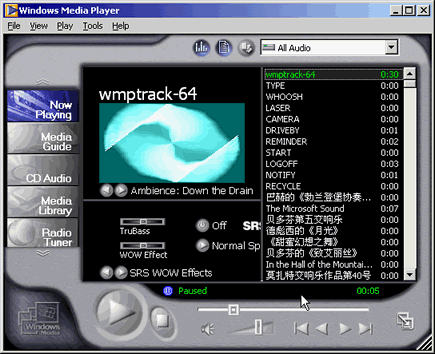 Windows Media Player
File View Play Tools Help
All Audio
Now Playing
Media Guide
CD Audio
Media Library
Radio Tuner
wmptrack-64
Ambience: Down the Drain
TruBass
Off
SRS
WOW Effect
Normal Sp
SRS WOW Effects
wmptrack-64 0:30
TYPE 0:00
WHOOSH 0:00
LASER 0:00
CAMERA 0:00
DRIVEBY 0:01
REMINDER 0:02
START 0:00
LOGOFF 0:03
NOTIFY 0:01
RECYCLE 0:00
巴赫的《勃兰登堡协奏... 0:00
The Microsoft Sound 0:07
贝多芬第五交响乐 0:00
德彪西的《月光》 0:00
《甜蜜幻想之舞》 0:00
贝多芬的《致艾丽丝》 0:00
In the Hall of the Mountai... 0:00
莫扎特交响乐作品第40号 0:00
Paused 00:05
Windows Media